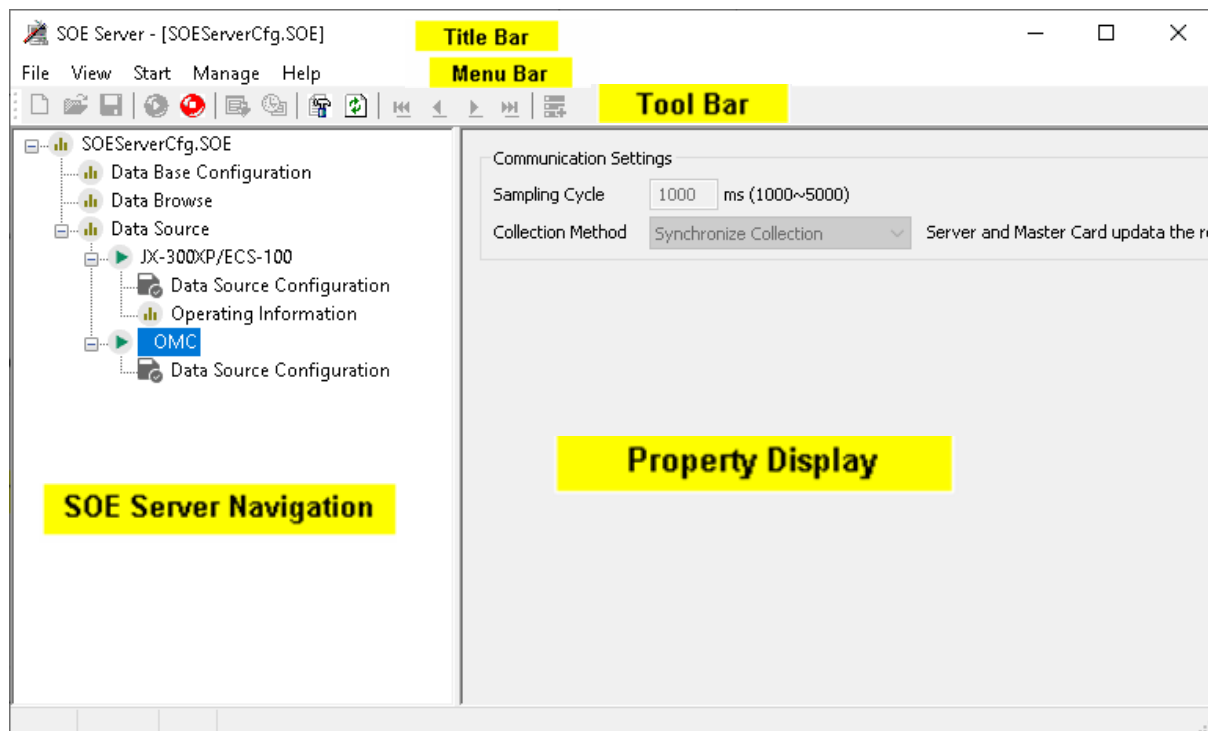 SOE Server - [SOEServerCfg.SOE]
Title Bar
File View Start Manage Help
Menu Bar
Tool Bar
SOEServerCfg.SOE
Data Base Configuration
Data Browse
Data Source
JX-300XP/ECS-100
Data Source Configuration
Operating Information
OMC
Data Source Configuration
SOE Server Navigation
Communication Settings
Sampling Cycle 1000 ms (1000~5000)
Collection Method Synchronize Collection Server and Master Card updata the
Property Display